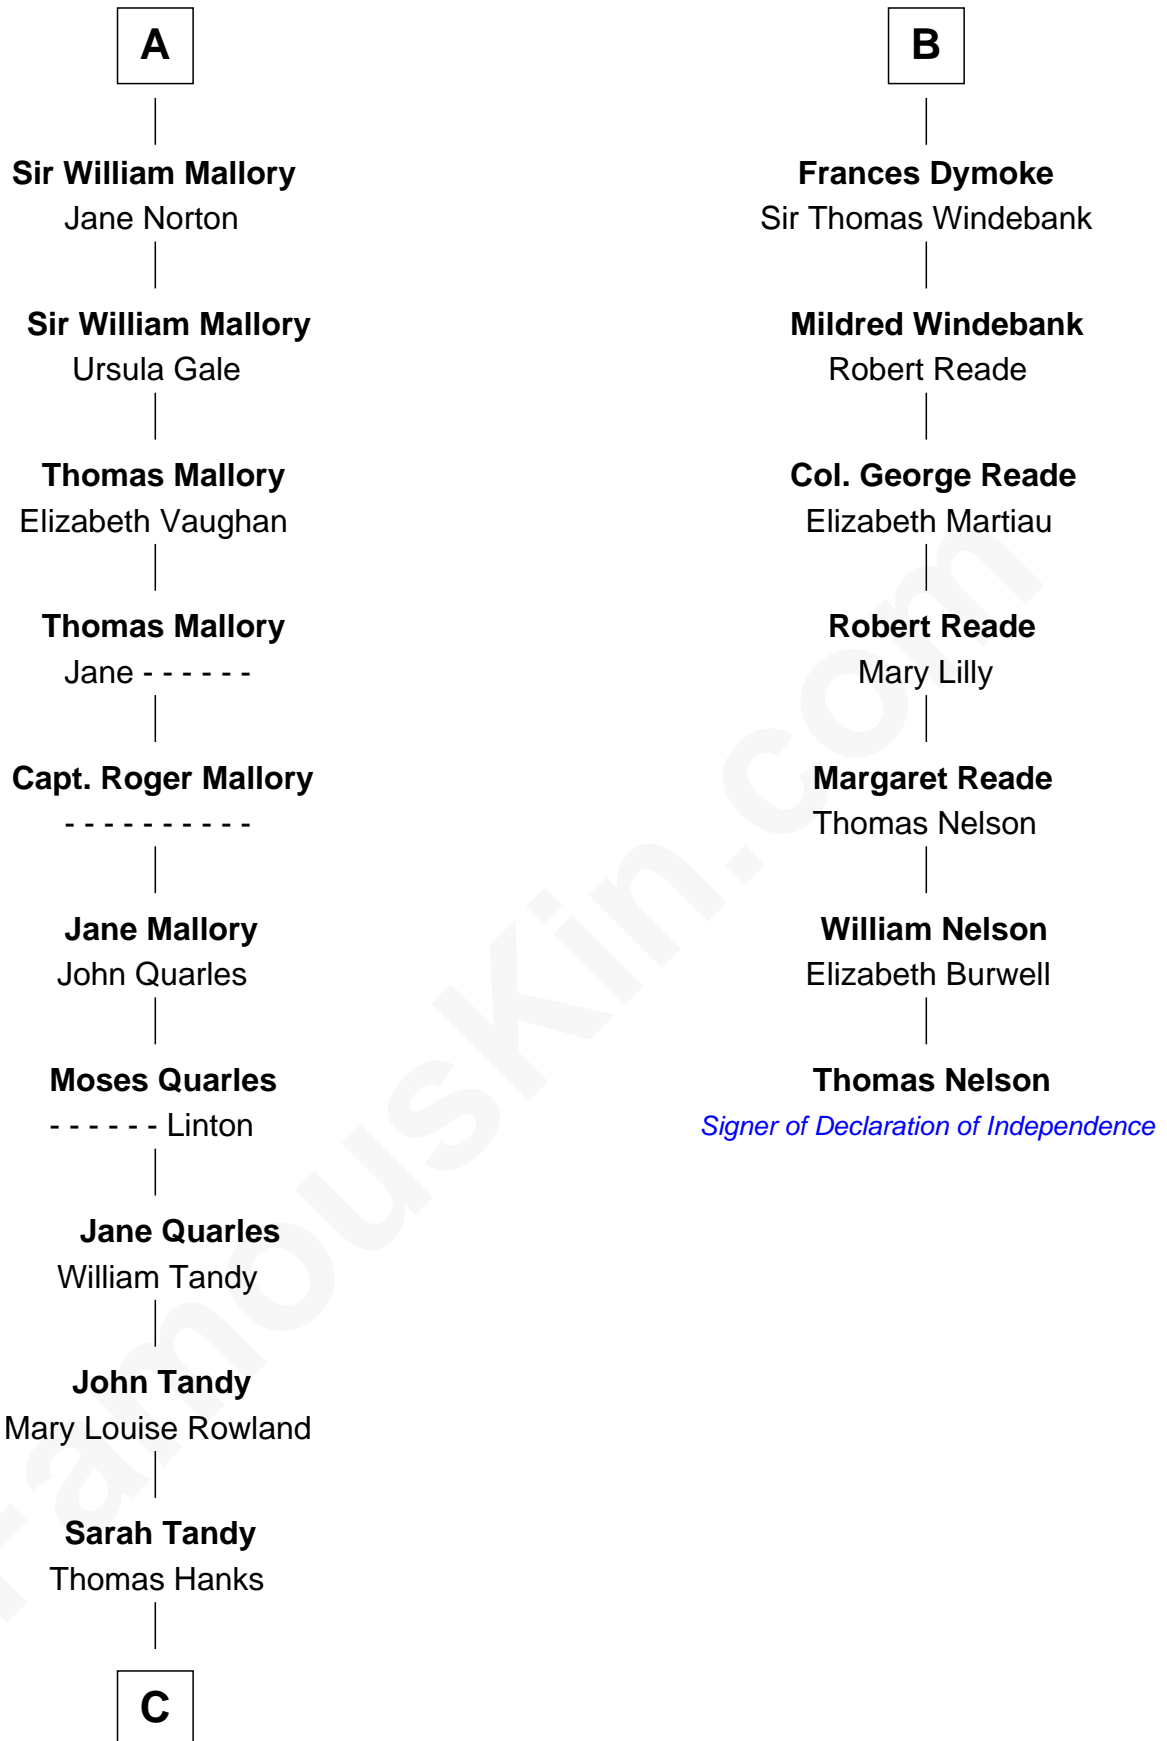 A
Sir William Mallory
Jane Norton
Sir William Mallory
Ursula Gale
Thomas Mallory
Elizabeth Vaughan
Thomas Mallory
Jane - - - - - -
Capt. Roger Mallory
- - - - - - - - - -
Jane Mallory
John Quarles
Moses Quarles
- - - - - - Linton
Jane Quarles
William Tandy
John Tandy
Mary Louise Rowland
Sarah Tandy
Thomas Hanks
C
B
Frances Dymoke
Sir Thomas Windebank
Mildred Windebank
Robert Reade
Col. George Reade
Elizabeth Martiau
Robert Reade
Mary Lilly
Margaret Reade
Thomas Nelson
William Nelson
Elizabeth Burwell
Thomas Nelson
Signer of Declaration of Independence
FamousKin.com